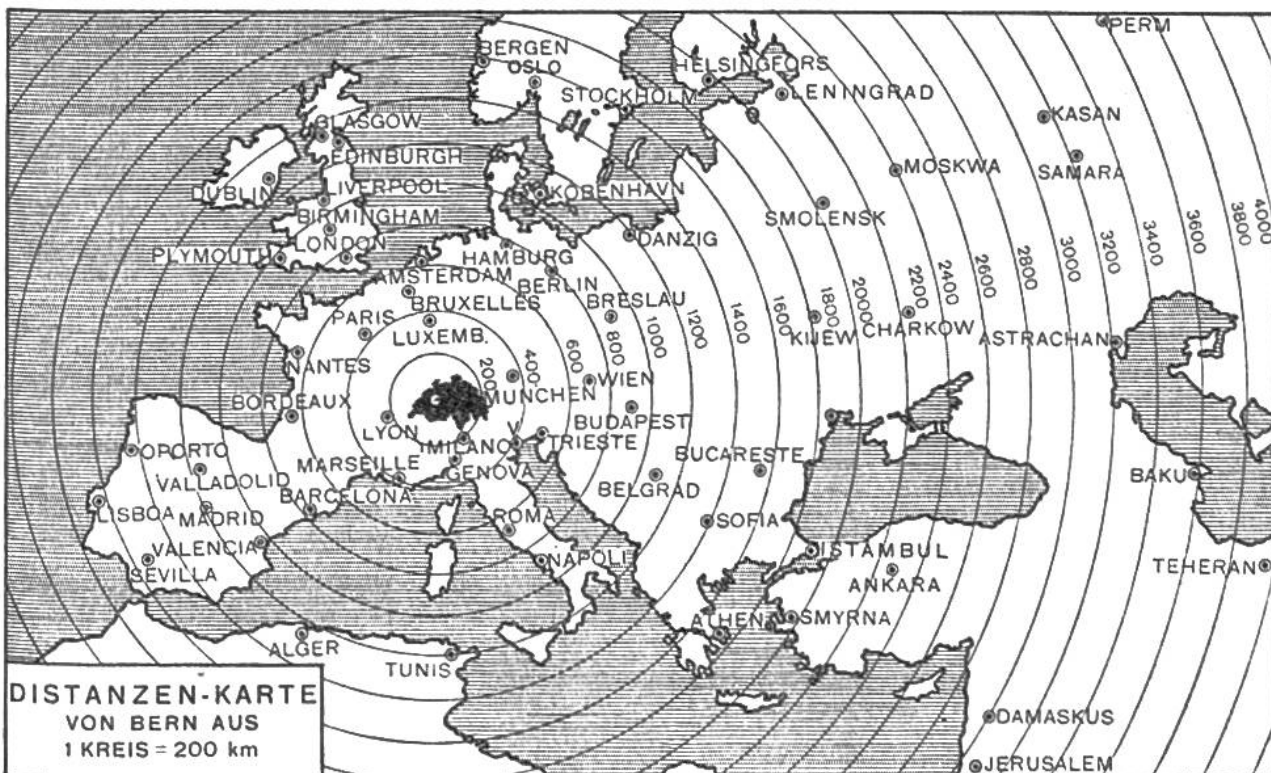 PERM
BERGEN
OSLO
HELSINGFORS
STOCKHOLM
LENINGRAD
KASAN
GLASGOW
EDINBURGH
MOSKWA
SAMARA
DUBLIN
LIVERPOOL
KOBENHAVN
BIRMINGHAM
SMOLENSK
LONDON
PLYMOUTH
DANZIG
HAMBURG
AMSTERDAM
BERLIN
BRUXELLES
BRESLAU
PARIS
LUXEMB.
KIJEW
CHARKOW
ASTRACHAN
NANTES
200
400
600
800
1000
1200
1400
1600
1800
2000
2200
2400
2600
2800
3000
3200
3400
3600
3800
4000
WIEN
MÜNCHEN
BORDEAUX
LYON
BUDAPEST
V.
TRIESTE
MILANO
OPORTO
MARSEILLE
GENOVA
BUCARESTE
VALLADOLID
BAKU
BELGRAD
BARCELONA
LISBOA
MADRID
ROMA
SOFIA
VALENCIA
ISTAMBUL
SEVILLA
NAPOLI
ANKARA
TEHERAN
ATHEN
SMYRNA
ALGER
TUNIS
DISTANZEN-KARTE
VON BERN AUS
1 KREIS = 200 km
DAMASKUS
JERUSALEM